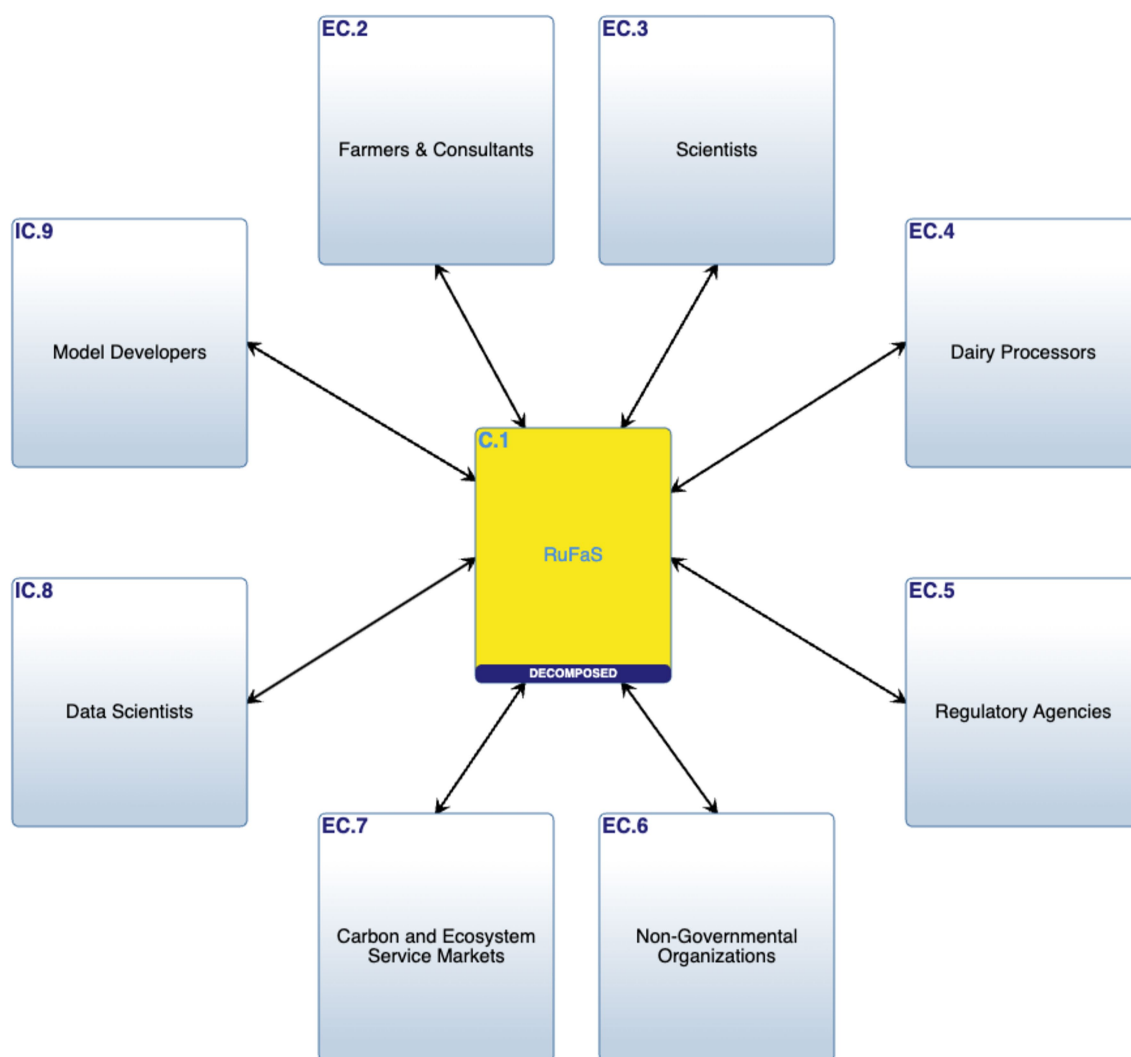 EC.2
Farmers & Consultants
EC.3
Scientists
IC.9
Model Developers
EC.4
Dairy Processors
C.1
RuFaS
DECOMPOSED
IC.8
Data Scientists
EC.5
Regulatory Agencies
EC.7
Carbon and Ecosystem
Service Markets
EC.6
Non-Governmental
Organizations